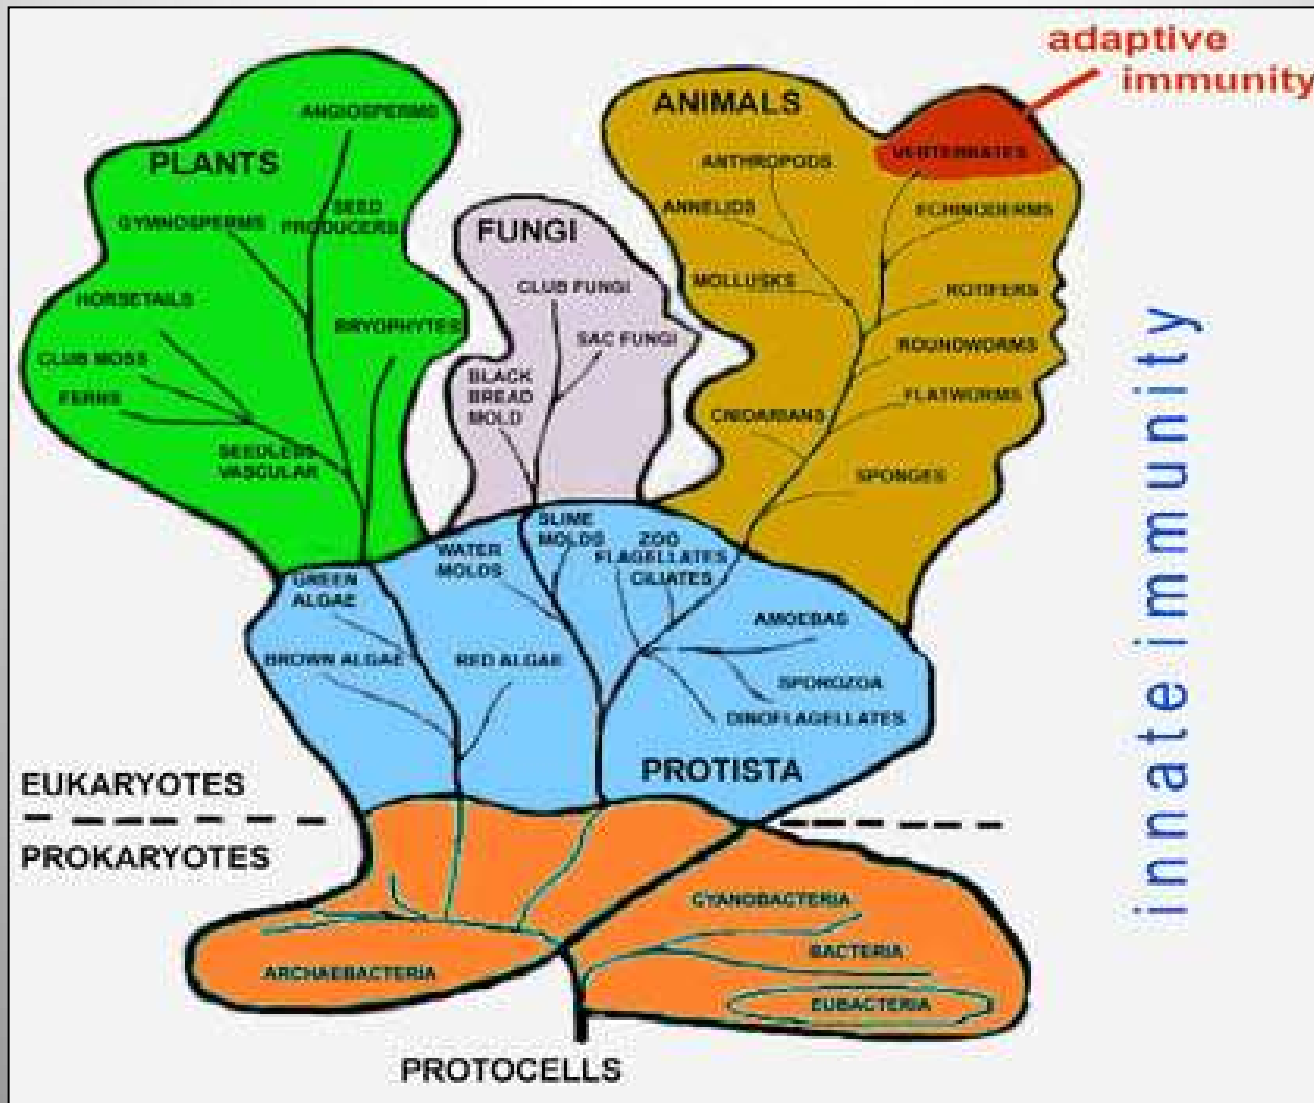 adaptive
immunity
ANIMALS
ANGIOSPERMS
PLANTS
ANTHROPODS
VERTEBRATES
GYMNOSPERMS
SEED
PRODUCERS
FUNGI
ANNELIDS
ECHINODERMS
HORSETAILS
CLUB FUNGI
MOLLUSKS
ROTIFERS
BRYOPHYTES
SAC FUNGI
ROUNDWORMS
CLUB MOSS
FERNS
BLACK
BREAD
MOLD
CNIDARIANS
FLATWORMS
SEEDLESS
VASCULAR
SPONGES
innate immunity
WATER
MOLDS
SLIME
MOLDS
ZOO
FLAGELLATES
CILIATES
GREEN
ALGAE
AMOEBAS
BROWN ALGAE
RED ALGAE
SPOROZOA
DINOFLAGELLATES
PROTISTA
EUKARYOTES
PROKARYOTES
CYANOBACTERIA
BACTERIA
ARCHAEBACTERIA
EUBACTERIA
PROTOCELLS